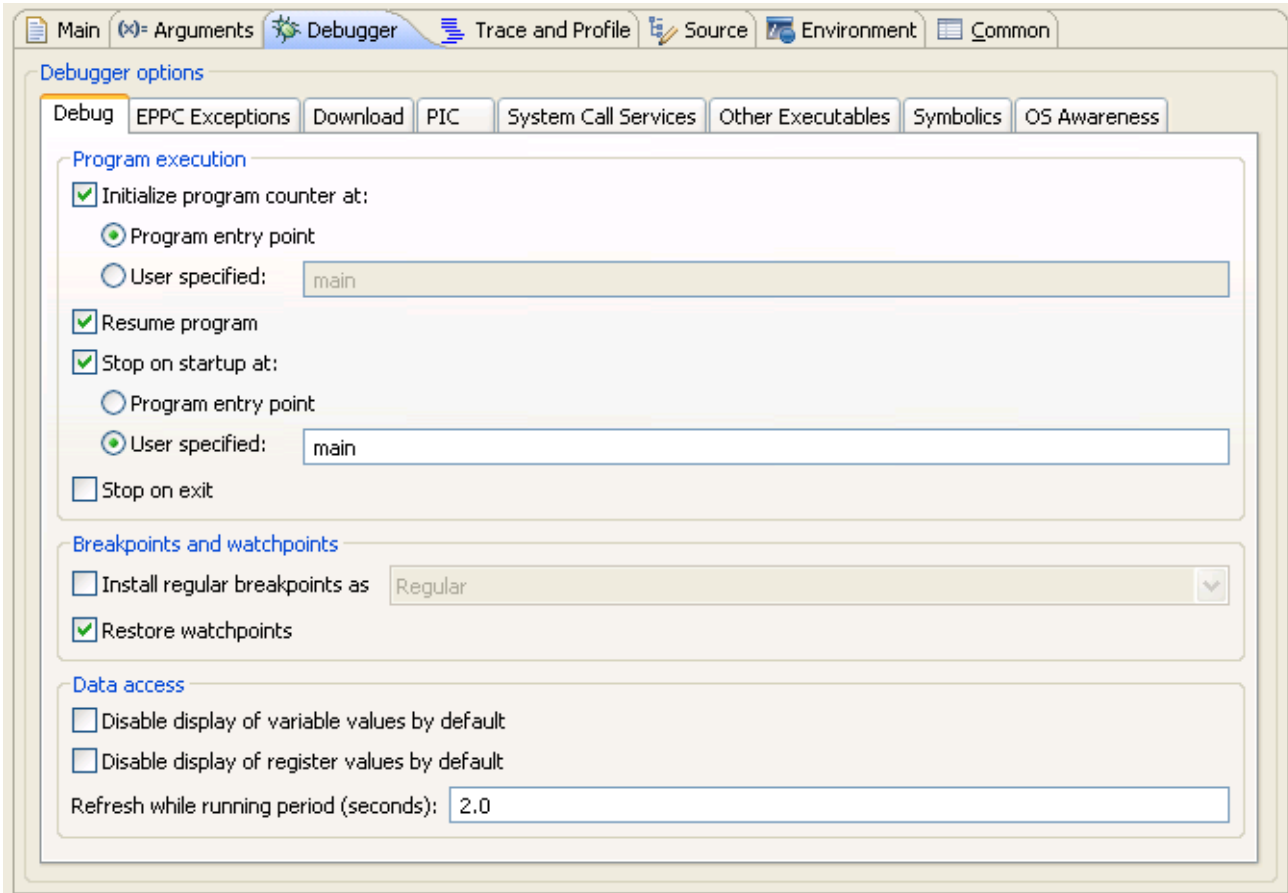 Main (x)= Arguments Debugger Trace and Profile Source Environment Common
Debugger options
Debug EPPC Exceptions Download PIC System Call Services Other Executables Symbolics OS Awareness
Program execution
Initialize program counter at:
Program entry point
User specified: main
Resume program
Stop on startup at:
Program entry point
User specified: main
Stop on exit
Breakpoints and watchpoints
Install regular breakpoints as Regular
Restore watchpoints
Data access
Disable display of variable values by default
Disable display of register values by default
Refresh while running period (seconds): 2.0